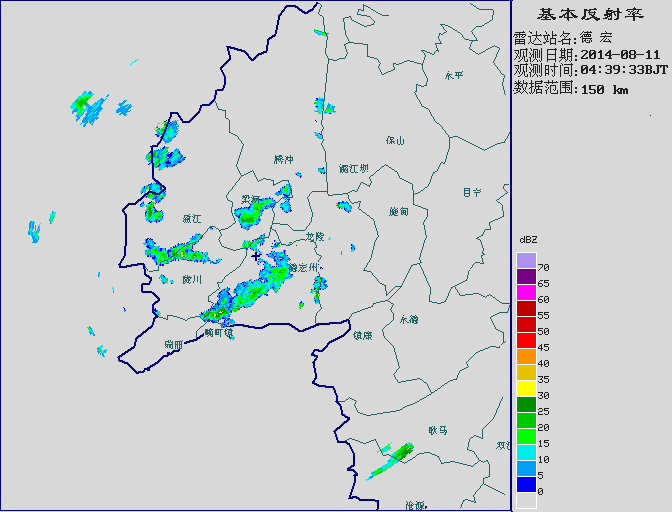 基本反射率
雷达站名:德 宏
观测日期:2014-08-11
观测时间:04:39:33BJT
数据范围:150 km
永平
保山
腾冲
潞江坝
昌宁
梁河
施甸
盈江
龙陵
德宏州
陇川
永德
镇康
畹町镇
瑞丽
耿马
双江
沧源
dBZ
70
65
60
55
50
45
40
35
30
25
20
15
10
5
0